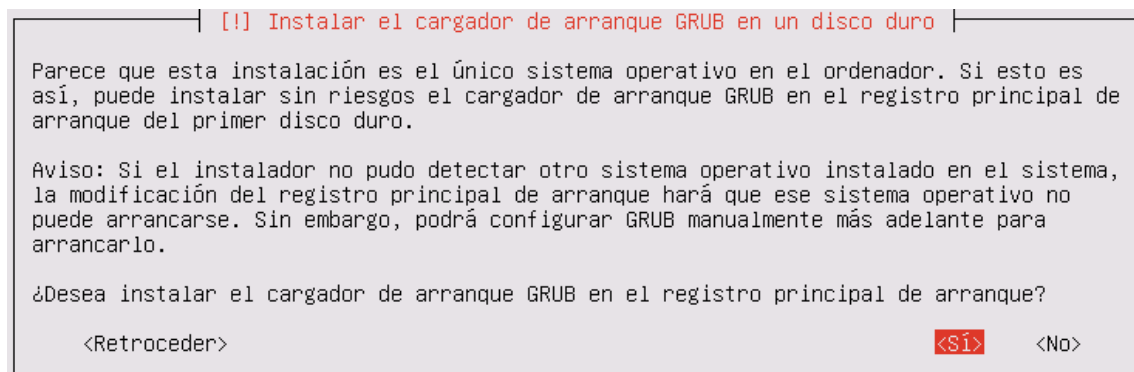 [!] Instalar el cargador de arranque GRUB en un disco duro
Parece que esta instalación es el único sistema operativo en el ordenador. Si esto es
así, puede instalar sin riesgos el cargador de arranque GRUB en el registro principal de
arranque del primer disco duro.
Aviso: Si el instalador no pudo detectar otro sistema operativo instalado en el sistema,
la modificación del registro principal de arranque hará que ese sistema operativo no
puede arrancarse. Sin embargo, podrá configurar GRUB manualmente más adelante para
arrancarlo.
¿Desea instalar el cargador de arranque GRUB en el registro principal de arranque?
<Retroceder> <Sí> <No>